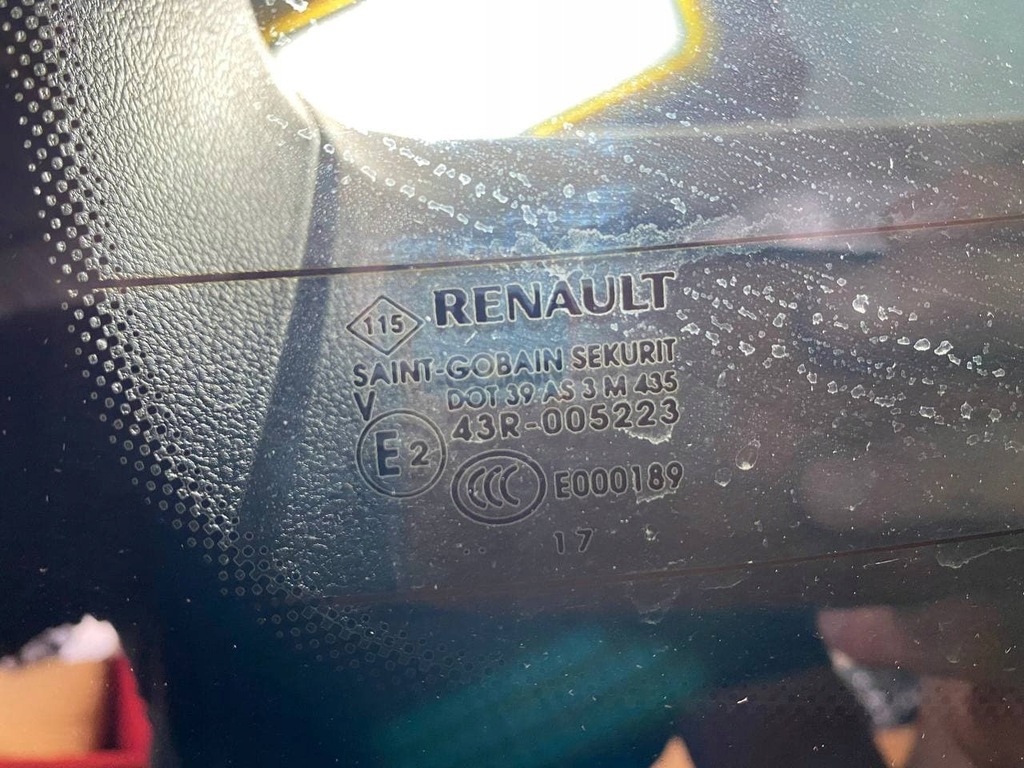 115 RENAULT
SAINT-GOBAIN SEKURIT
V DOT 39 AS 3 M 435
E2 43R-005223
CCC E000189
.. 17